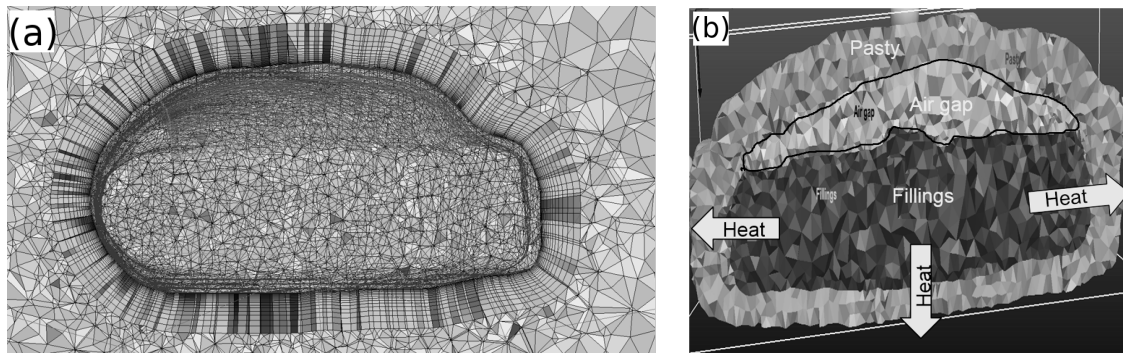 (a)
(b)
Pasty
Pasty
Air gap
Air gap
Fillings
Fillings
Heat
Heat
Heat